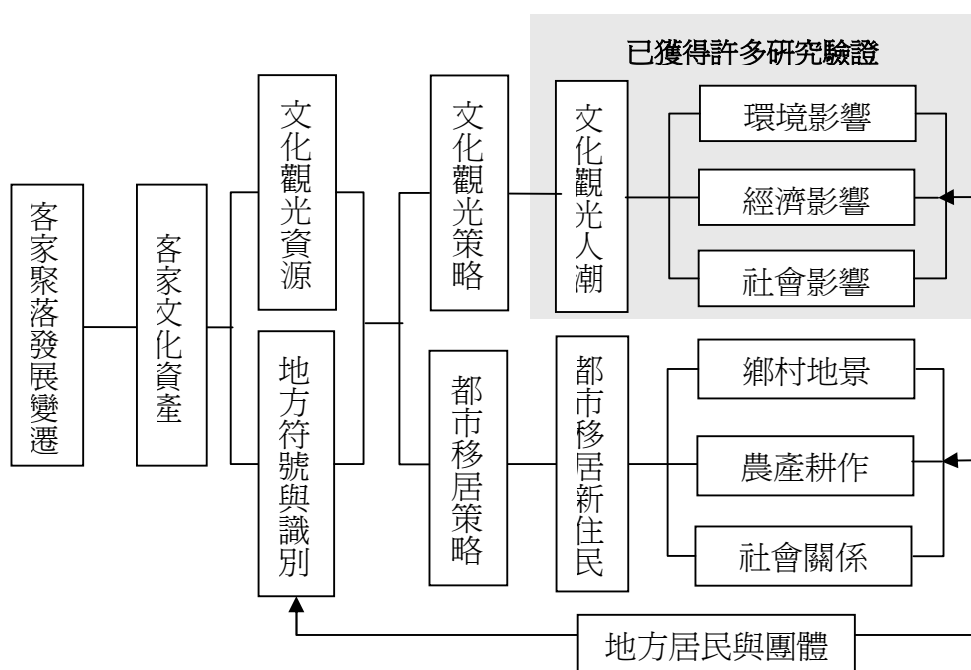 已獲得許多研究驗證
客家聚落發展變遷
客家文化資產
文化觀光資源
地方符號與識別
文化觀光策略
都市移居策略
文化觀光人潮
都市移居新住民
環境影響
經濟影響
社會影響
鄉村地景
農產耕作
社會關係
地方居民與團體